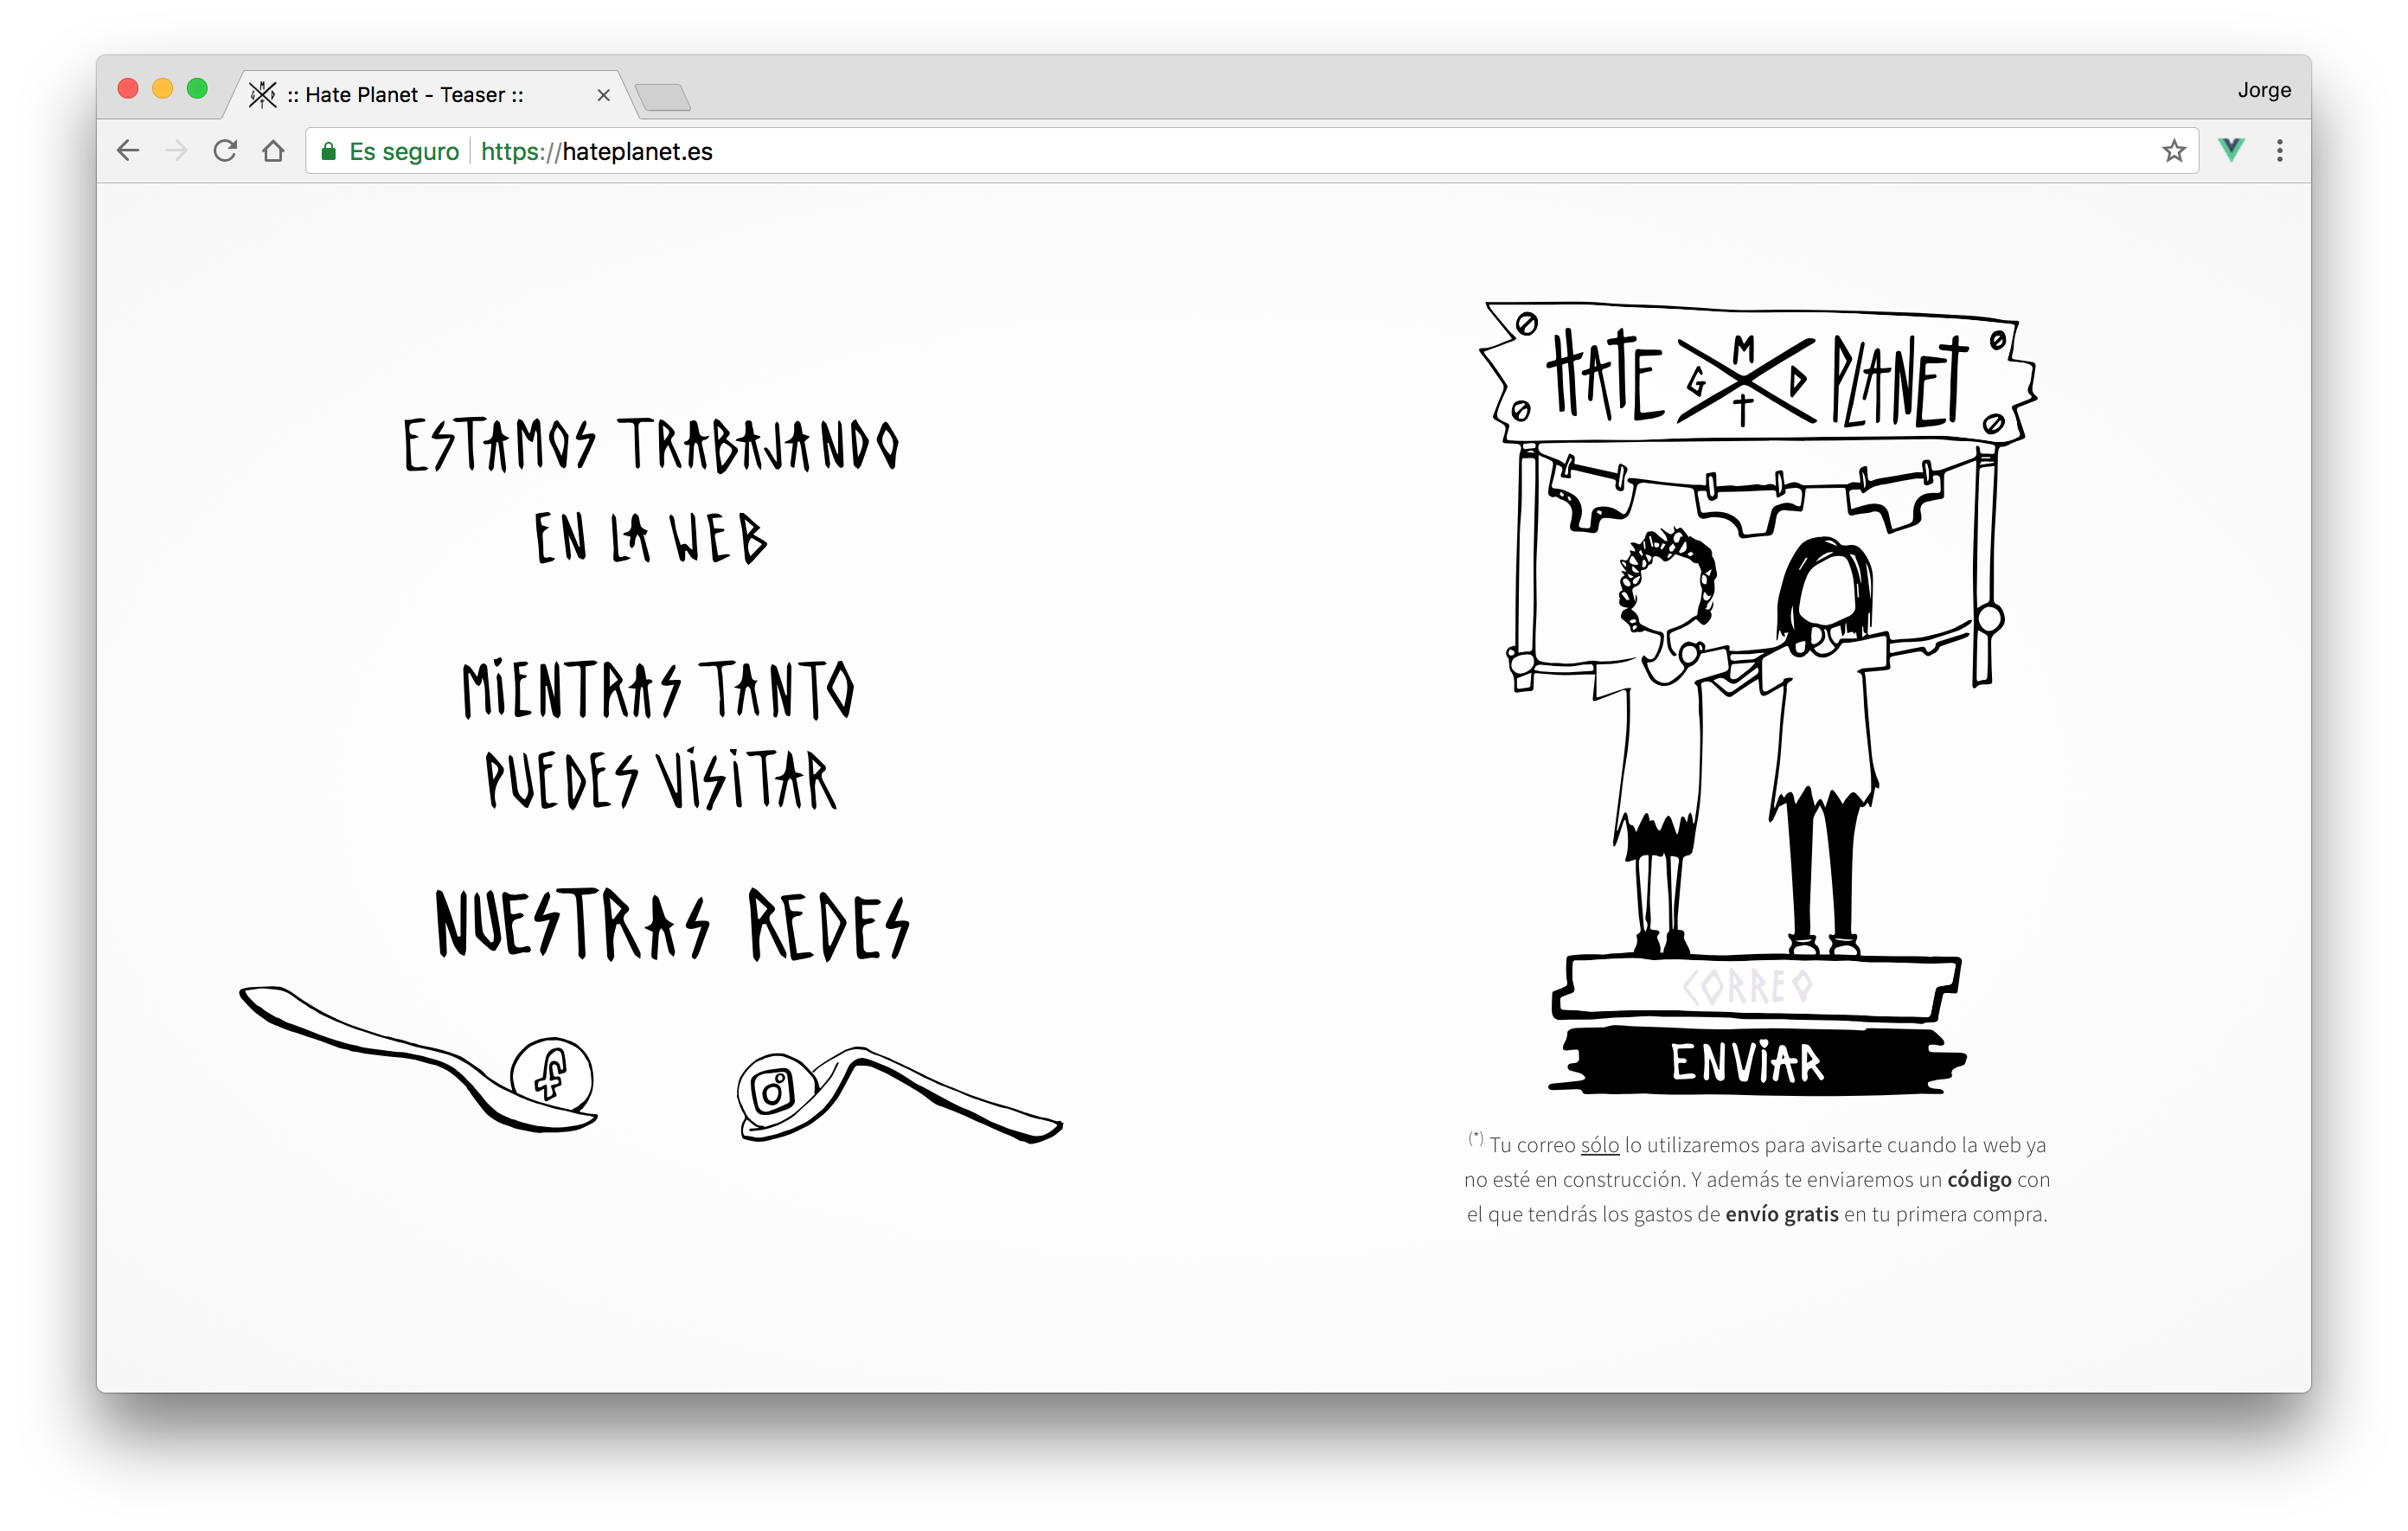 :: Hate Planet - Teaser ::
Jorge
Es seguro
https://hateplanet.es
ESTAMOS TRABAJANDO
EN LA WEB
MiENTRAS TANTO
PUEDES ViSiTAR
NUESTRAS REDES
HATE M G D T PLANET
CORREO
ENViAR
(*) Tu correo sólo lo utilizaremos para avisarte cuando la web ya
no esté en construcción. Y además te enviaremos un código con
el que tendrás los gastos de envío gratis en tu primera compra.